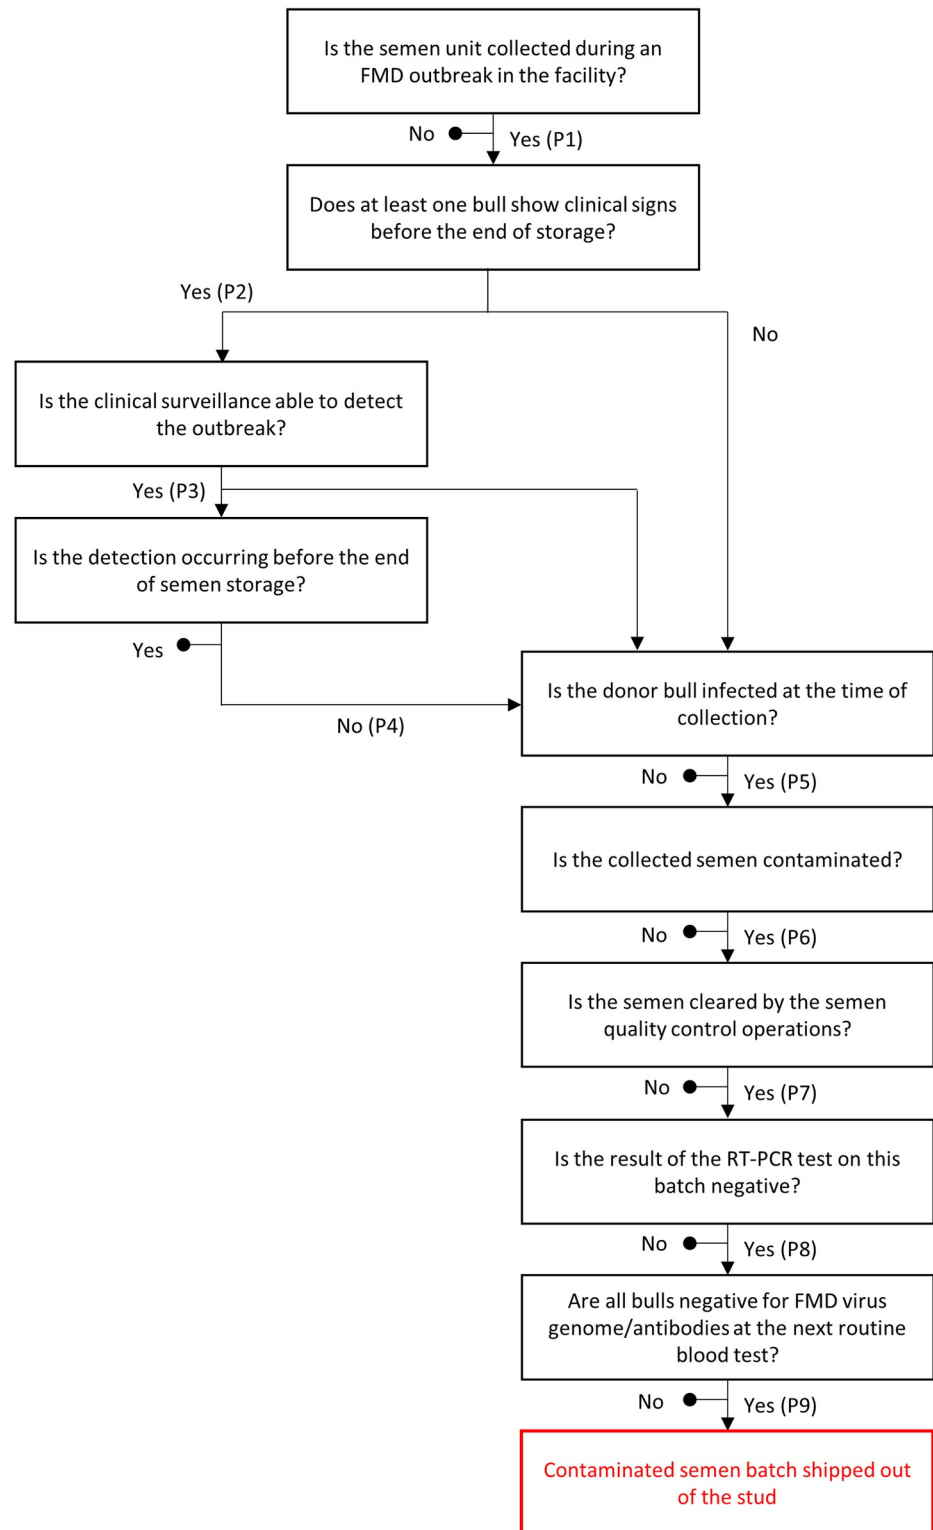 Is the semen unit collected during an
FMD outbreak in the facility?
No
Yes (P1)
Does at least one bull show clinical signs
before the end of storage?
Yes (P2)
No
Is the clinical surveillance able to detect
the outbreak?
Yes (P3)
Is the detection occurring before the end
of semen storage?
Yes
No (P4)
Is the donor bull infected at the time of
collection?
No
Yes (P5)
Is the collected semen contaminated?
No
Yes (P6)
Is the semen cleared by the semen
quality control operations?
No
Yes (P7)
Is the result of the RT-PCR test on this
batch negative?
No
Yes (P8)
Are all bulls negative for FMD virus
genome/antibodies at the next routine
blood test?
No
Yes (P9)
Contaminated semen batch shipped out
of the stud